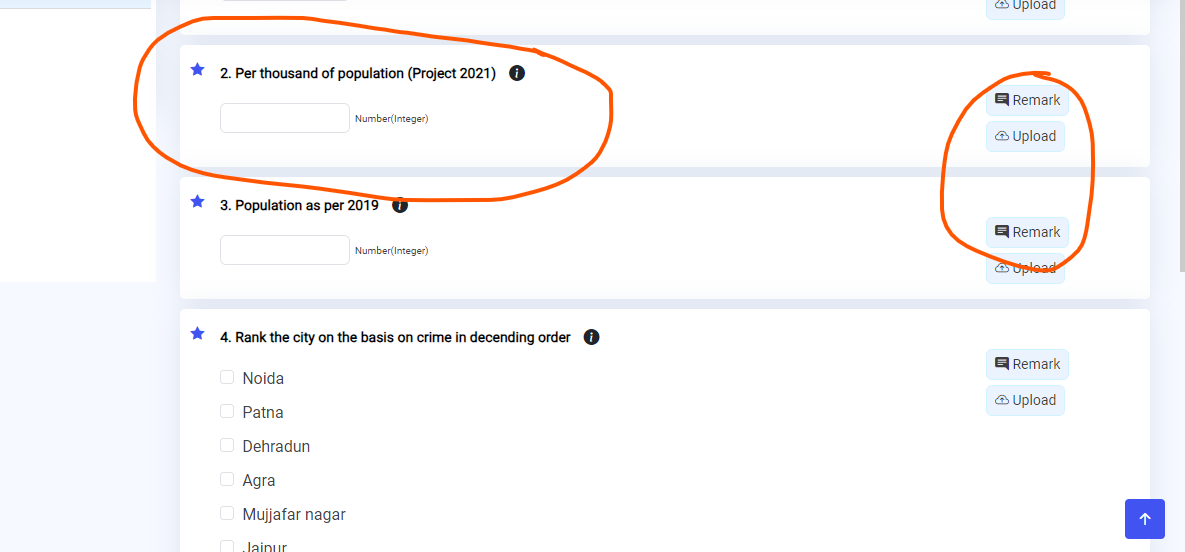 Upload
2. Per thousand of population (Project 2021) i
Number(Integer)
Remark
Upload
3. Population as per 2019 i
Number(Integer)
Remark
Upload
4. Rank the city on the basis on crime in decending order i
Remark
Upload
Noida
Patna
Dehradun
Agra
Mujjafar nagar
Jaipur